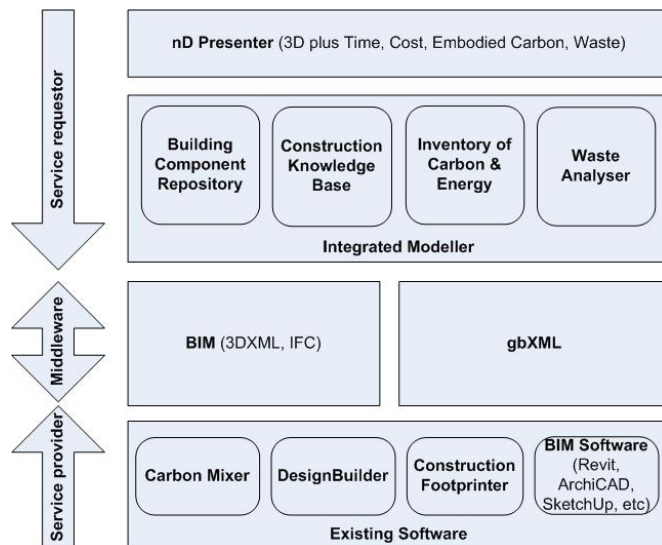 nD Presenter (3D plus Time, Cost, Embodied Carbon, Waste)
Service requestor
Building
Component
Repository
Construction
Knowledge
Base
Inventory of
Carbon &
Energy
Waste
Analyser
Integrated Modeller
Middleware
BIM (3DXML, IFC)
gbXML
Service provider
Carbon Mixer
DesignBuilder
Construction
Footprinter
BIM Software
(Revit,
ArchiCAD,
SketchUp, etc)
Existing Software